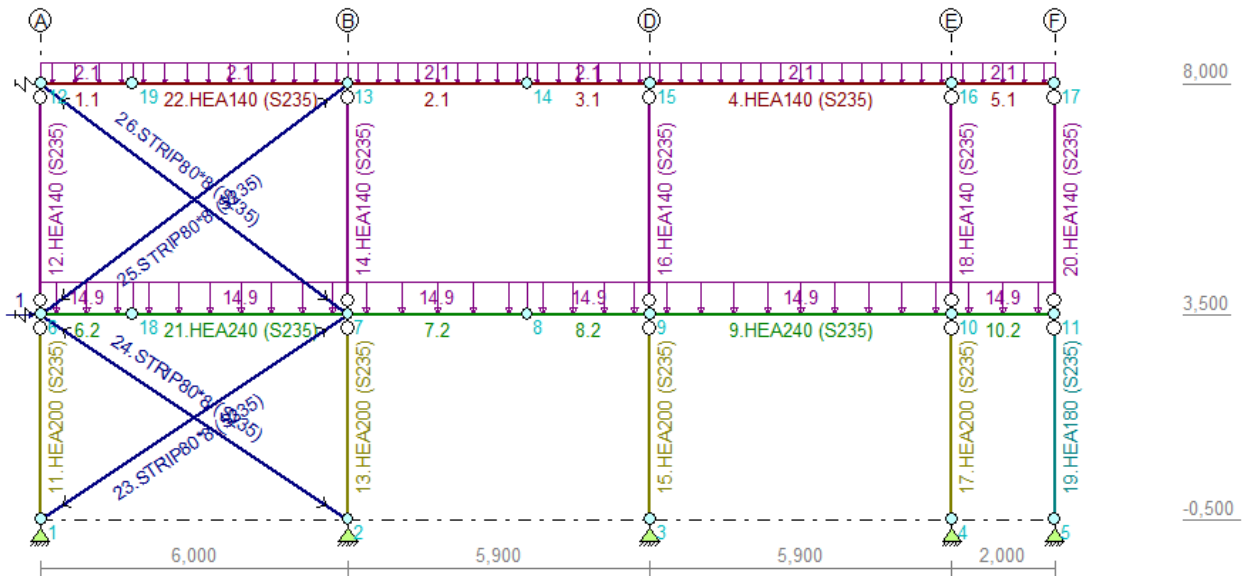 A B D E F
2.1 2.1 2.1 2.1 2.1 2.1
8,000
12 1.1 19 22.HEA140 (S235) 13 2.1 14 3.1 15 4.HEA140 (S235) 16 5.1 17
26.STRIP80*8 (S235)
25.STRIP80*8 (S235)
12.HEA140 (S235)
14.HEA140 (S235)
16.HEA140 (S235)
18.HEA140 (S235)
20.HEA140 (S235)
1 14.9 14.9 14.9 14.9 14.9 14.9
3,500
6 6.2 18 21.HEA240 (S235) 7 7.2 8 8.2 9 9.HEA240 (S235) 10 10.2 11
24.STRIP80*8 (S235)
23.STRIP80*8 (S235)
11.HEA200 (S235)
13.HEA200 (S235)
15.HEA200 (S235)
17.HEA200 (S235)
19.HEA180 (S235)
-0,500
1 2 3 4 5
6,000 5,900 5,900 2,000